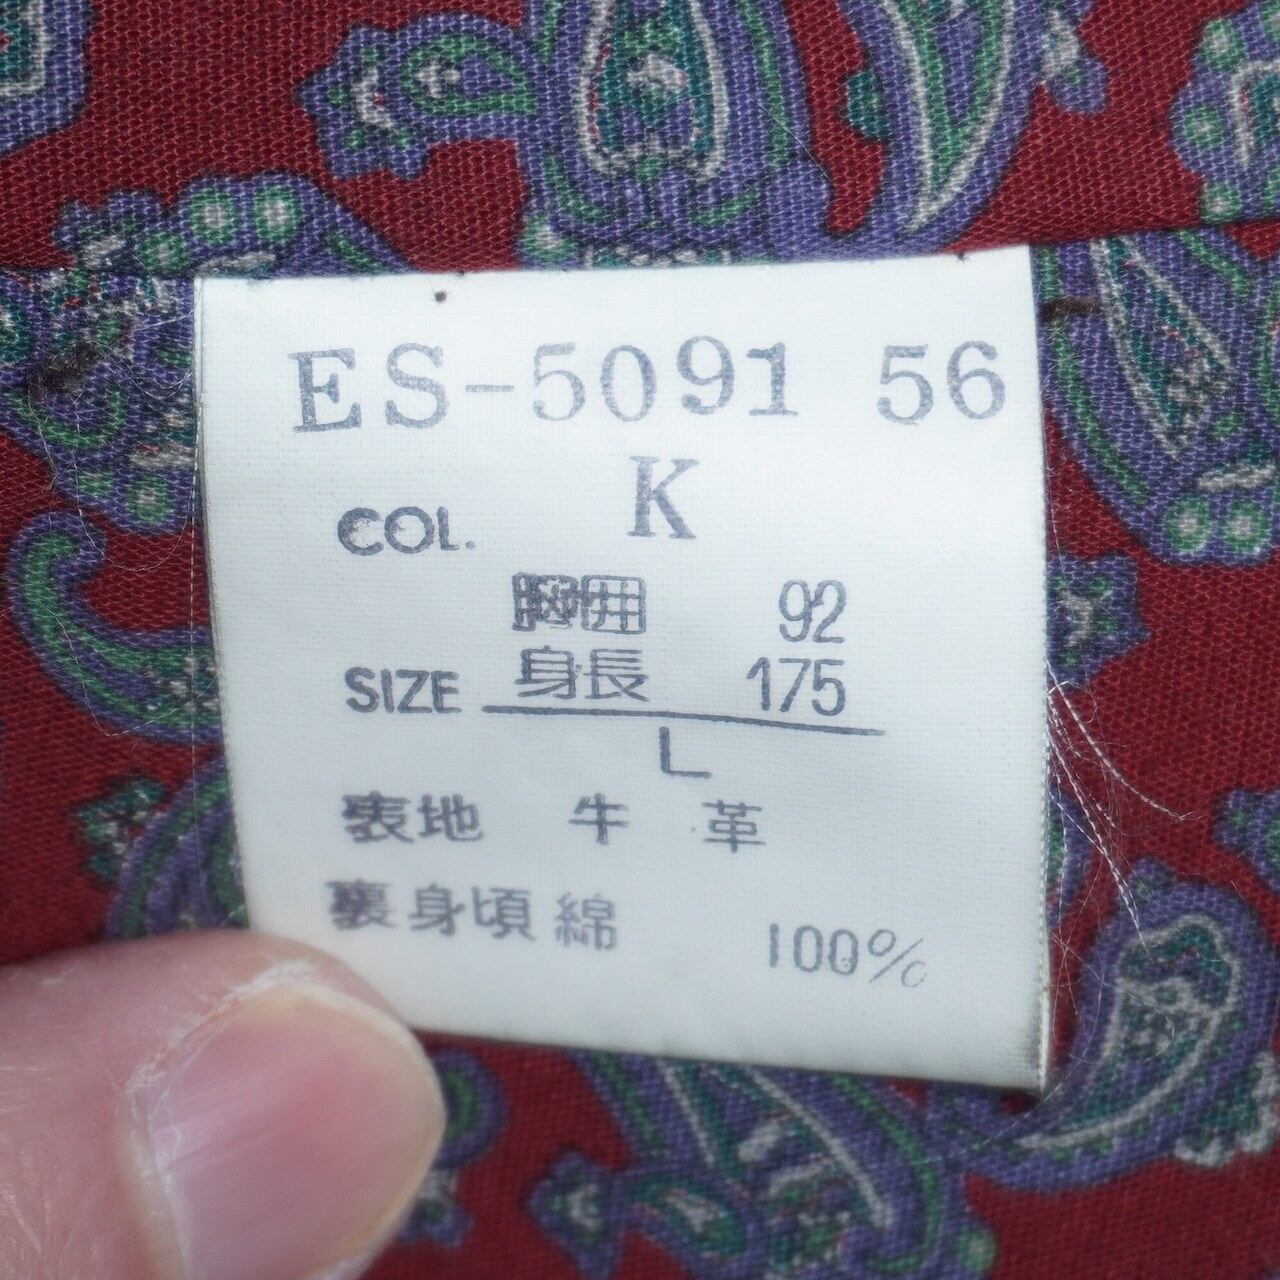 ES-5091 56
COL. K
胸囲 92
SIZE 身長 175
L
表地 牛革
裏身頃 綿 100%